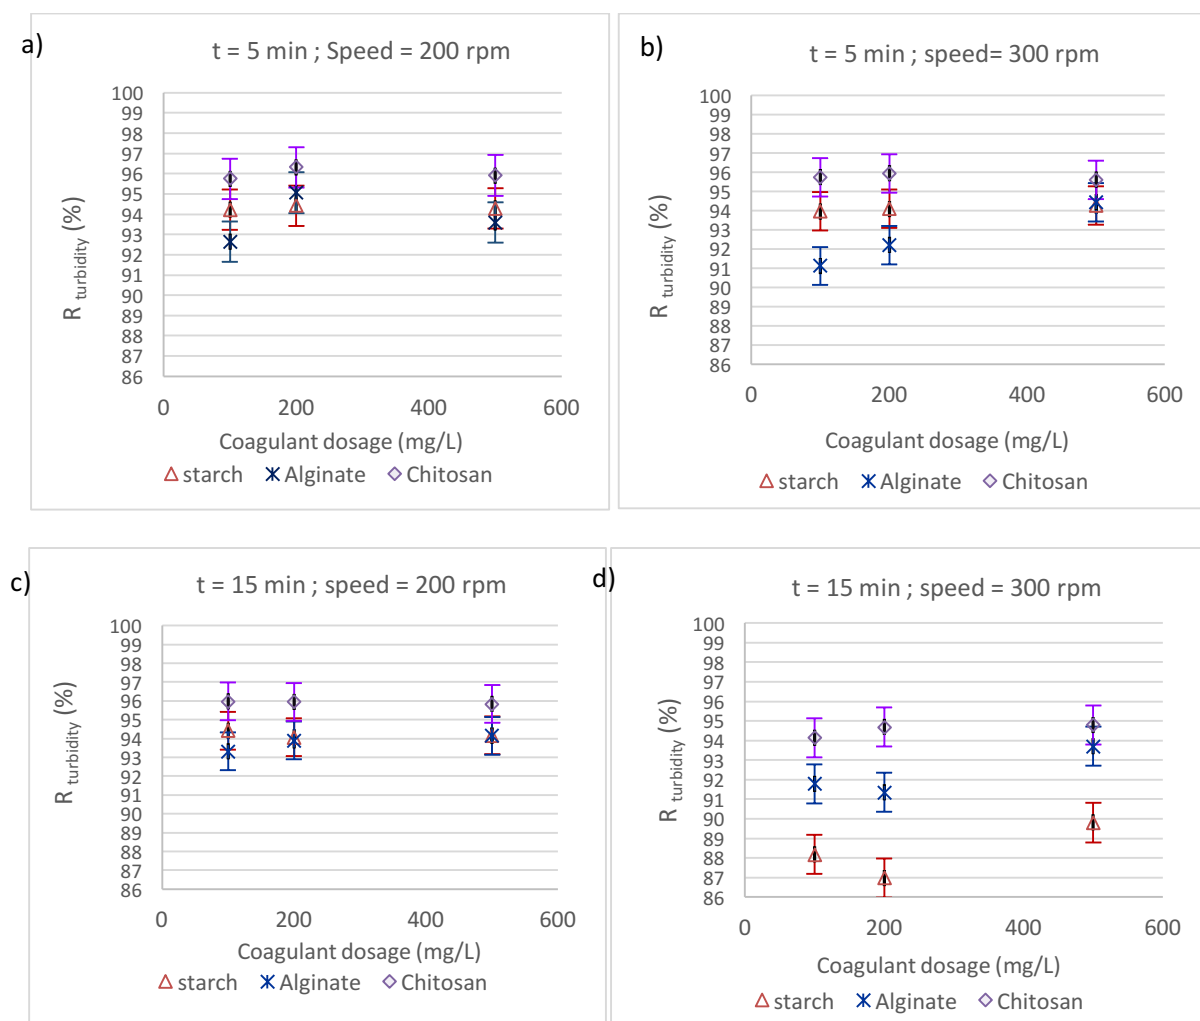 a)
t = 5 min ; Speed = 200 rpm
R turbidity (%)
100
99
98
97
96
95
94
93
92
91
90
89
88
87
86
0 200 400 600
Coagulant dosage (mg/L)
starch Alginate Chitosan
b)
t = 5 min ; speed= 300 rpm
R turbidity (%)
100
99
98
97
96
95
94
93
92
91
90
89
88
87
86
0 200 400 600
Coagulant dosage (mg/L)
starch Alginate Chitosan
c)
t = 15 min ; speed = 200 rpm
R turbidity (%)
100
99
98
97
96
95
94
93
92
91
90
89
88
87
86
0 200 400 600
Coagulant dosage (mg/L)
starch Alginate Chitosan
d)
t = 15 min ; speed = 300 rpm
R turbidity (%)
100
99
98
97
96
95
94
93
92
91
90
89
88
87
86
0 200 400 600
Coagulant dosage (mg/L)
starch Alginate Chitosan